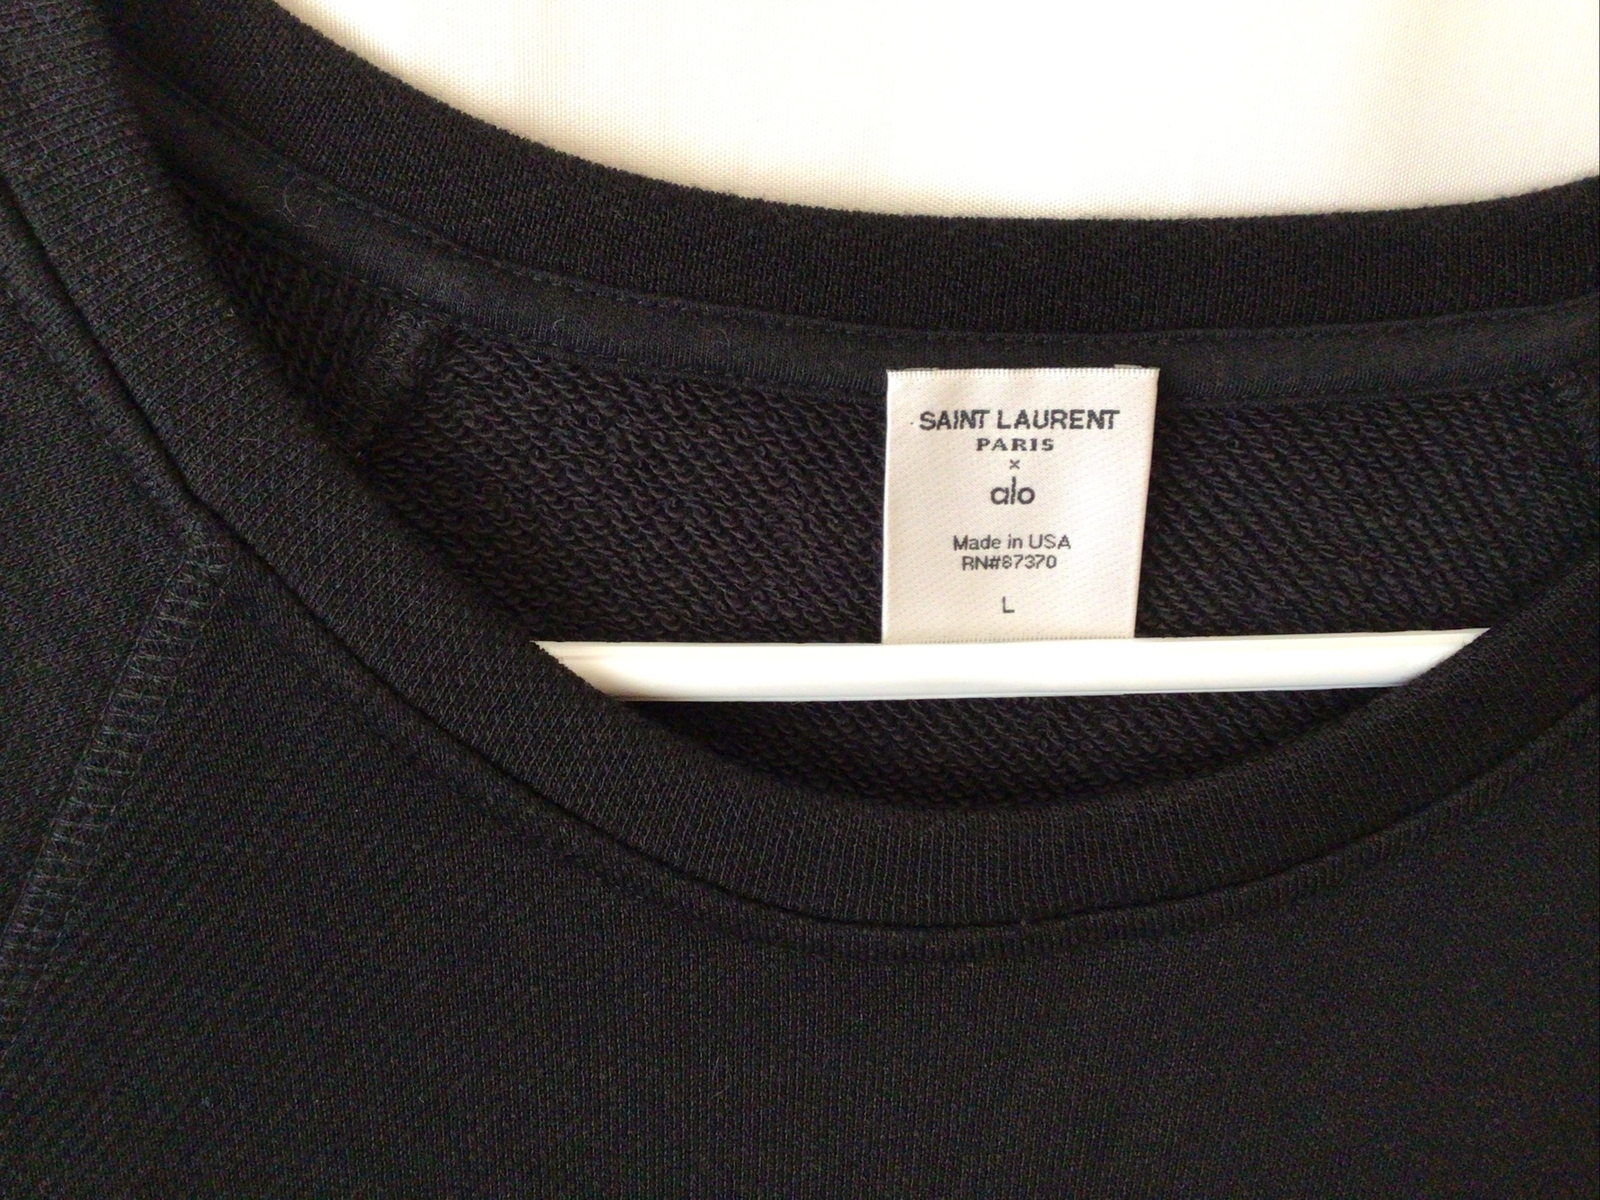 SAINT LAURENT
PARIS
x
alo
Made in USA
RN#87370
L